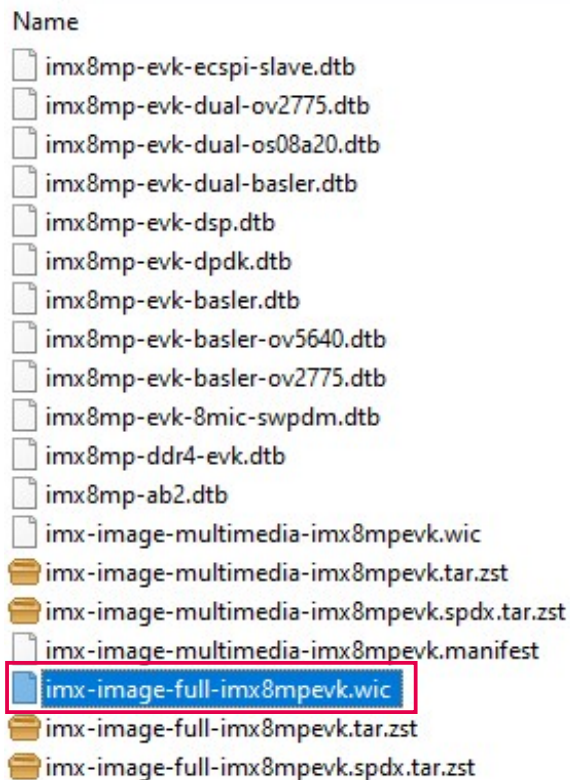 Name
imx8mp-evk-ecspi-slave.dtb
imx8mp-evk-dual-ov2775.dtb
imx8mp-evk-dual-os08a20.dtb
imx8mp-evk-dual-basler.dtb
imx8mp-evk-dsp.dtb
imx8mp-evk-dpdk.dtb
imx8mp-evk-basler.dtb
imx8mp-evk-basler-ov5640.dtb
imx8mp-evk-basler-ov2775.dtb
imx8mp-evk-8mic-swpdm.dtb
imx8mp-ddr4-evk.dtb
imx8mp-ab2.dtb
imx-image-multimedia-imx8mpevk.wic
imx-image-multimedia-imx8mpevk.tar.zst
imx-image-multimedia-imx8mpevk.spdx.tar.zst
imx-image-multimedia-imx8mpevk.manifest
imx-image-full-imx8mpevk.wic
imx-image-full-imx8mpevk.tar.zst
imx-image-full-imx8mpevk.spdx.tar.zst